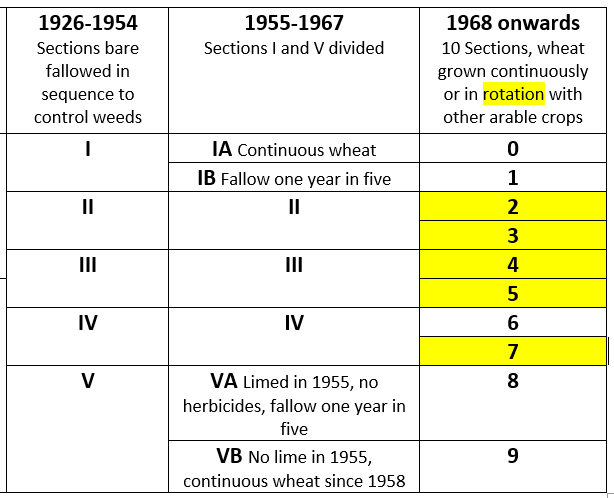 1926-1954
Sections bare
fallowed in
sequence to
control weeds
1955-1967
Sections I and V divided
1968 onwards
10 Sections, wheat
grown continuously
or in rotation with
other arable crops
I
IA Continuous wheat
0
IB Fallow one year in five
1
II
II
2
3
III
III
4
5
IV
IV
6
7
V
VA Limed in 1955, no
herbicides, fallow one year in
five
8
VB No lime in 1955,
continuous wheat since 1958
9